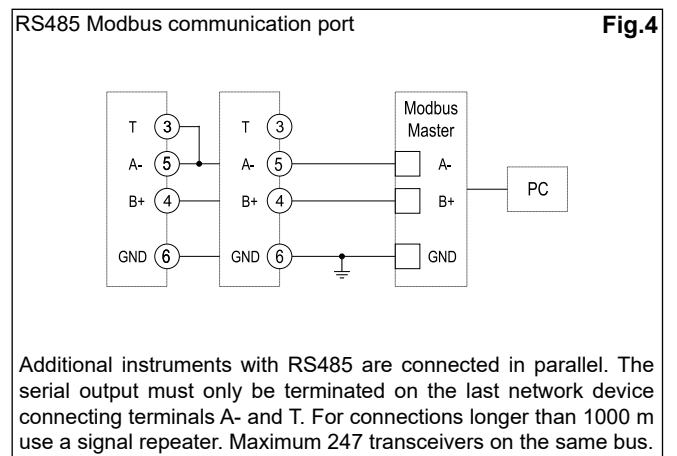 RS485 Modbus communication port Fig.4
Modbus
Master
T 3 T 3
A- 5 A- 5 A-
B+ 4 B+ 4 B+ PC
GND 6 GND 6 GND
Additional instruments with RS485 are connected in parallel. The
serial output must only be terminated on the last network device
connecting terminals A- and T. For connections longer than 1000 m
use a signal repeater. Maximum 247 transceivers on the same bus.